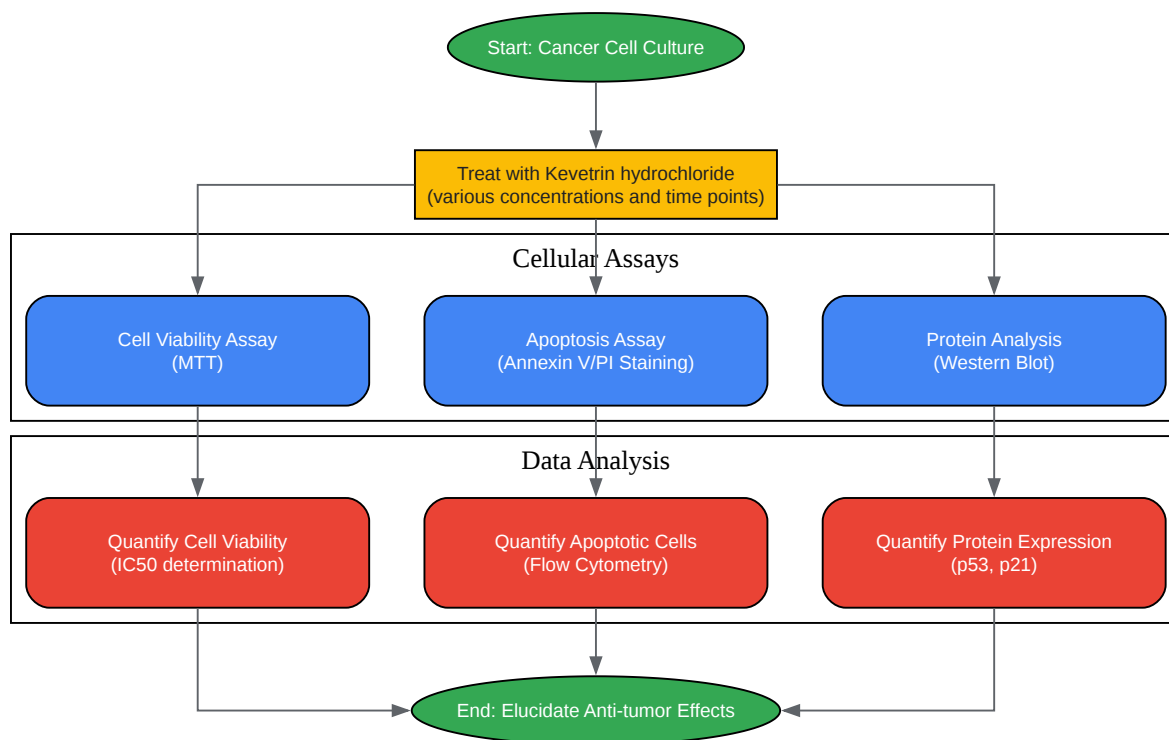 Start: Cancer Cell Culture
Treat with Kevetrin hydrochloride
(various concentrations and time points)
Cellular Assays
Cell Viability Assay
(MTT)
Apoptosis Assay
(Annexin V/PI Staining)
Protein Analysis
(Western Blot)
Data Analysis
Quantify Cell Viability
(IC50 determination)
Quantify Apoptotic Cells
(Flow Cytometry)
Quantify Protein Expression
(p53, p21)
End: Elucidate Anti-tumor Effects